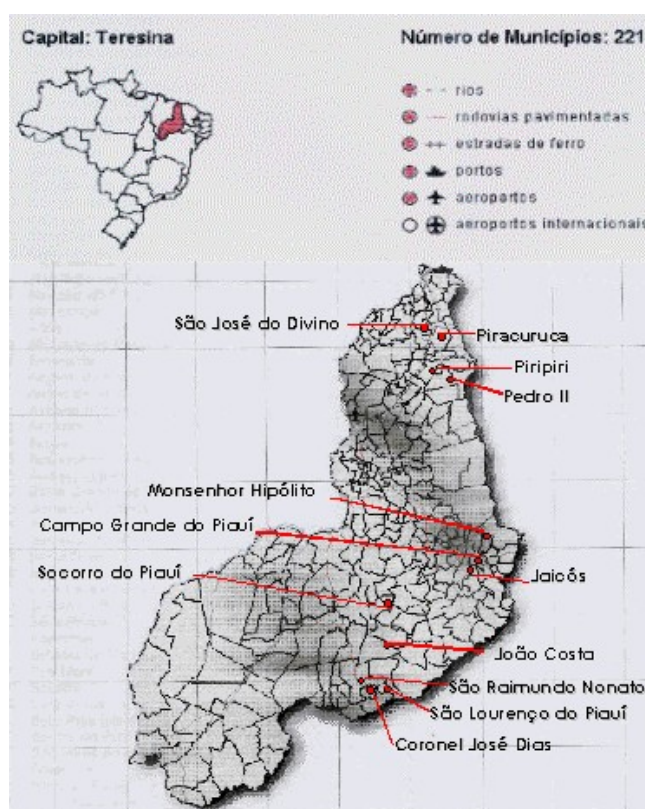 Capital: Teresina
Número de Municípios: 221
rios
rodovias pavimentadas
estradas de ferro
portos
aeroportos
aeroportos internacionais
São José do Divino
Piracuruca
Piripiri
Pedro II
Monsenhor Hipólito
Campo Grande do Piauí
Socorro do Piauí
Jaicós
João Costa
São Raimundo Nonato
São Lourenço do Piauí
Coronel José Dias